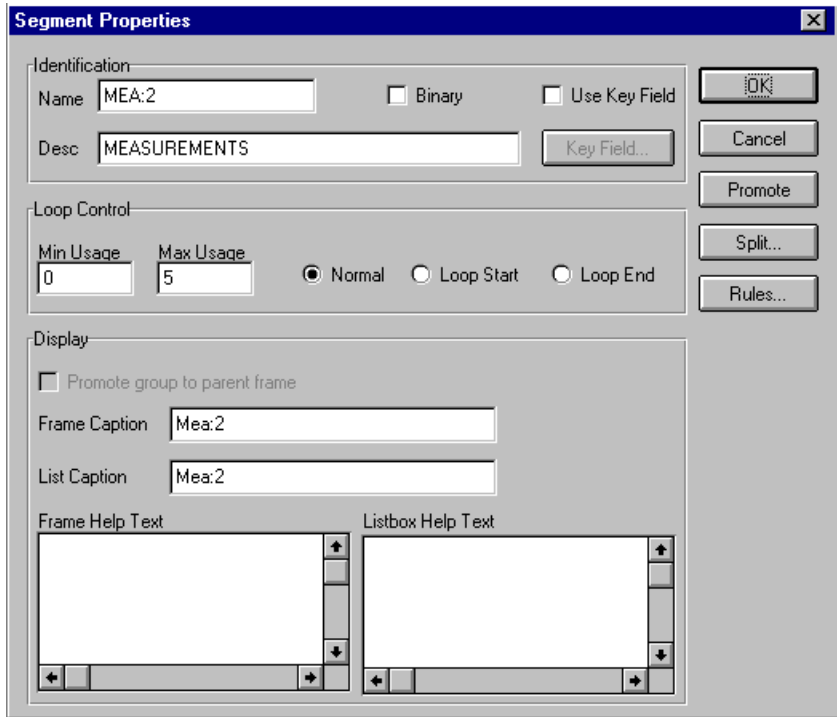 Segment Properties
Identification
Name MEA:2 Binary Use Key Field
Desc MEASUREMENTS Key Field...
OK
Cancel
Promote
Split...
Rules...
Loop Control
Min Usage Max Usage
0 5 Normal Loop Start Loop End
Display
Promote group to parent frame
Frame Caption Mea:2
List Caption Mea:2
Frame Help Text Listbox Help Text